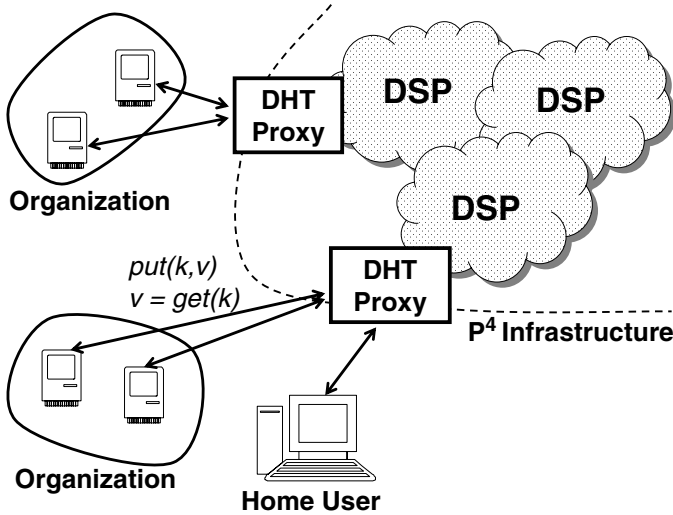 DHT
Proxy
DSP
DSP
DSP
Organization
put(k,v)
v = get(k)
DHT
Proxy
P⁴ Infrastructure
Organization
Home User